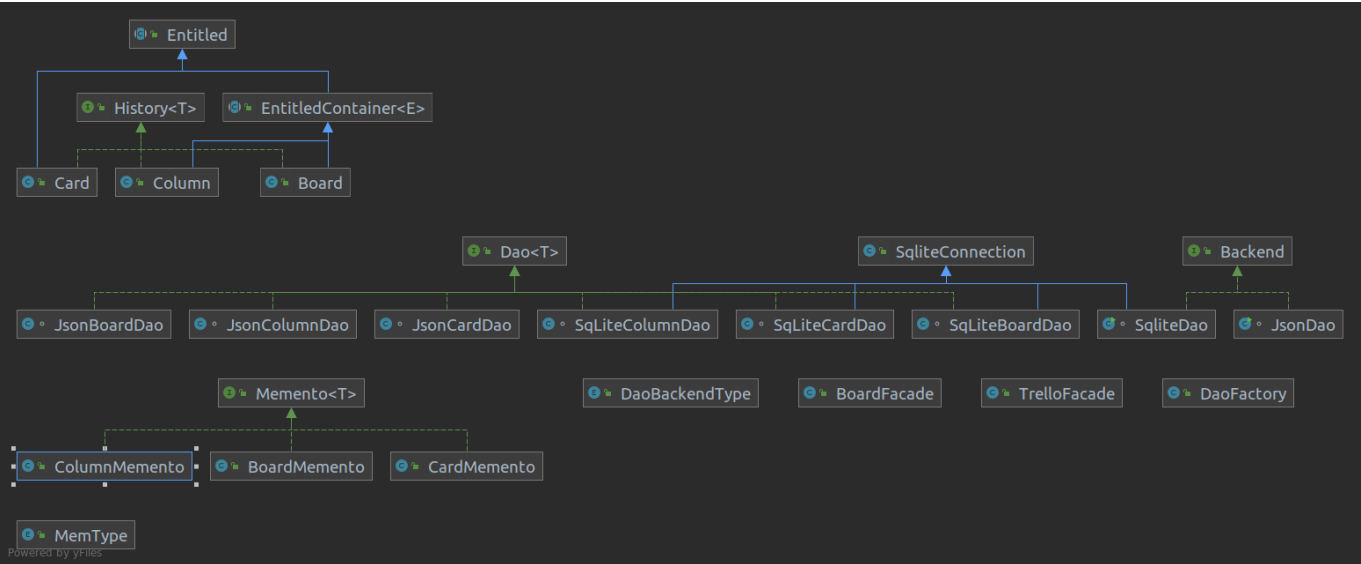 Entitled
History<T> EntitledContainer<E>
Card Column Board
Dao<T> SqliteConnection Backend
JsonBoardDao JsonColumnDao JsonCardDao SqLiteColumnDao SqLiteCardDao SqLiteBoardDao SqliteDao JsonDao
Memento<T> DaoBackendType BoardFacade TrelloFacade DaoFactory
ColumnMemento BoardMemento CardMemento
MemType
Powered by yFiles